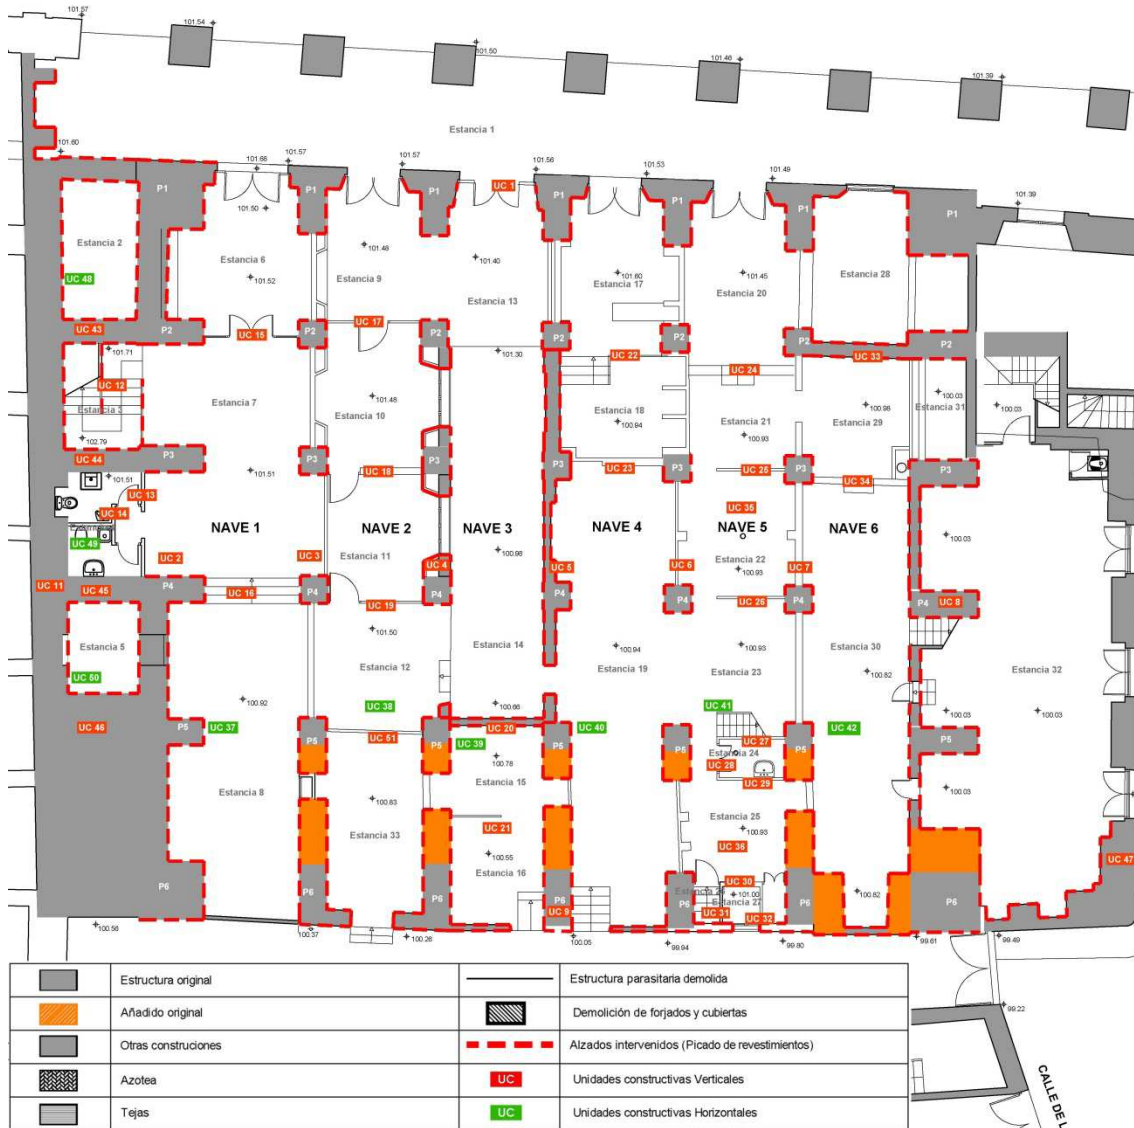 101.57
101.54
101.50
101.46
101.39
Estancia 1
101.60
101.68
101.57
101.57
101.56
101.53
101.49
101.39
UC 1
P1
P1
P1
P1
P1
P1
P1
101.50
Estancia 2
Estancia 6
101.48
101.40
UC 48
101.52
Estancia 9
101.60
Estancia 17
101.45
Estancia 20
Estancia 28
Estancia 13
UC 43
P2
UC 15
P2
UC 17
P2
P2
P2
P2
P2
101.71
101.30
UC 22
UC 24
UC 33
UC 12
Estancia 3
Estancia 7
101.48
Estancia 10
Estancia 18
100.94
Estancia 21
100.93
100.98
Estancia 29
100.03
Estancia 31
100.03
102.79
UC 44
P3
P3
P3
P3
P3
P3
P3
101.51
101.51
UC 18
UC 23
UC 25
UC 34
UC 13
UC 14
UC 35
NAVE 1
NAVE 2
NAVE 3
NAVE 4
NAVE 5
NAVE 6
UC 49
UC 2
UC 3
Estancia 11
UC 4
100.98
UC 5
UC 6
Estancia 22
100.93
UC 7
100.03
UC 11
UC 45
P4
UC 16
P4
UC 19
P4
P4
P4
UC 26
P4
P4
UC 8
101.50
Estancia 5
Estancia 12
Estancia 14
100.94
Estancia 19
100.93
Estancia 23
Estancia 30
100.82
Estancia 32
UC 50
100.92
UC 38
100.66
UC 41
100.03
100.03
UC 46
P5
UC 37
P5
UC 51
P5
UC 39
UC 20
P5
UC 40
P5
UC 27
P5
UC 42
P5
100.78
Estancia 15
Estancia 24
UC 28
UC 29
Estancia 8
100.83
Estancia 33
UC 21
100.55
Estancia 16
Estancia 25
100.93
UC 36
100.03
UC 47
P6
P6
P6
P6
UC 9
P6
UC 30
101.00
Estancia 27
UC 31
UC 32
P6
100.82
P6
100.56
100.37
100.26
100.05
99.94
99.80
99.61
99.49
99.22
CALLE DE L
Estructura original
Estructura parasitaria demolida
Añadido original
Demolición de forjados y cubiertas
Otras construciones
Alzados intervenidos (Picado de revestimientos)
Azotea
UC
Unidades constructivas Verticales
Tejas
UC
Unidades constructivas Horizontales